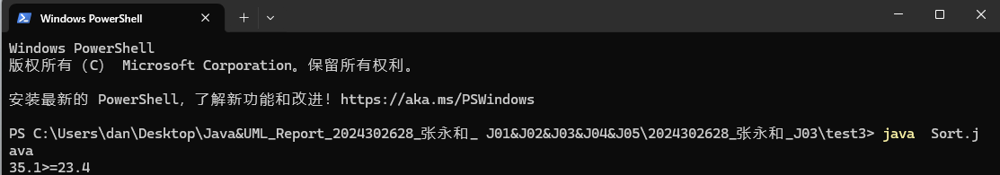 Windows PowerShell
Windows PowerShell
版权所有（C） Microsoft Corporation。保留所有权利。
安装最新的 PowerShell，了解新功能和改进！https://aka.ms/PSWindows
PS C:\Users\dan\Desktop\Java&UML_Report_2024302628_张永和_ J01&J02&J03&J04&J05\2024302628_张永和_J03\test3> java  Sort.j
ava
35.1>=23.4